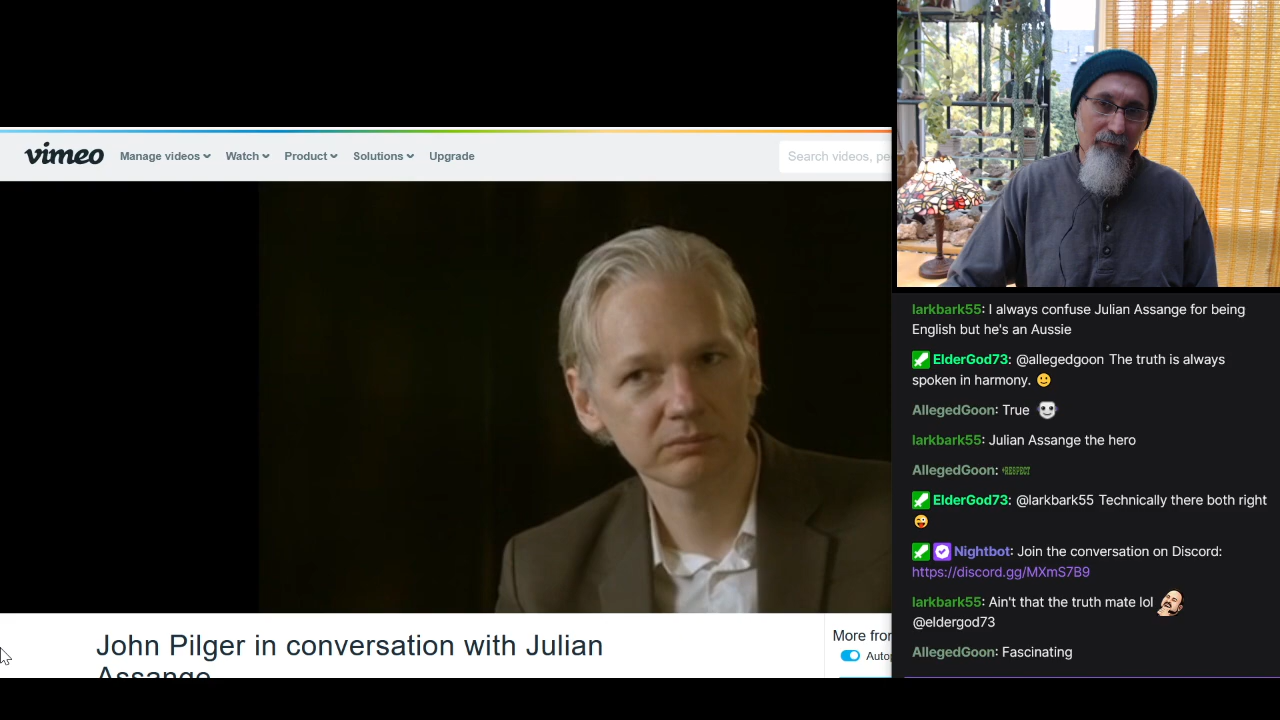 vimeo Manage videos Watch Product Solutions Upgrade Search videos, pe
John Pilger in conversation with Julian
Assange
More from
Autop
larkbark55: I always confuse Julian Assange for being
English but he's an Aussie
ElderGod73: @allegedgoon The truth is always
spoken in harmony.
AllegedGoon: True
larkbark55: Julian Assange the hero
AllegedGoon: +RESPECT
ElderGod73: @larkbark55 Technically there both right
Nightbot: Join the conversation on Discord:
https://discord.gg/MXmS7B9
larkbark55: Ain't that the truth mate lol
@eldergod73
AllegedGoon: Fascinating